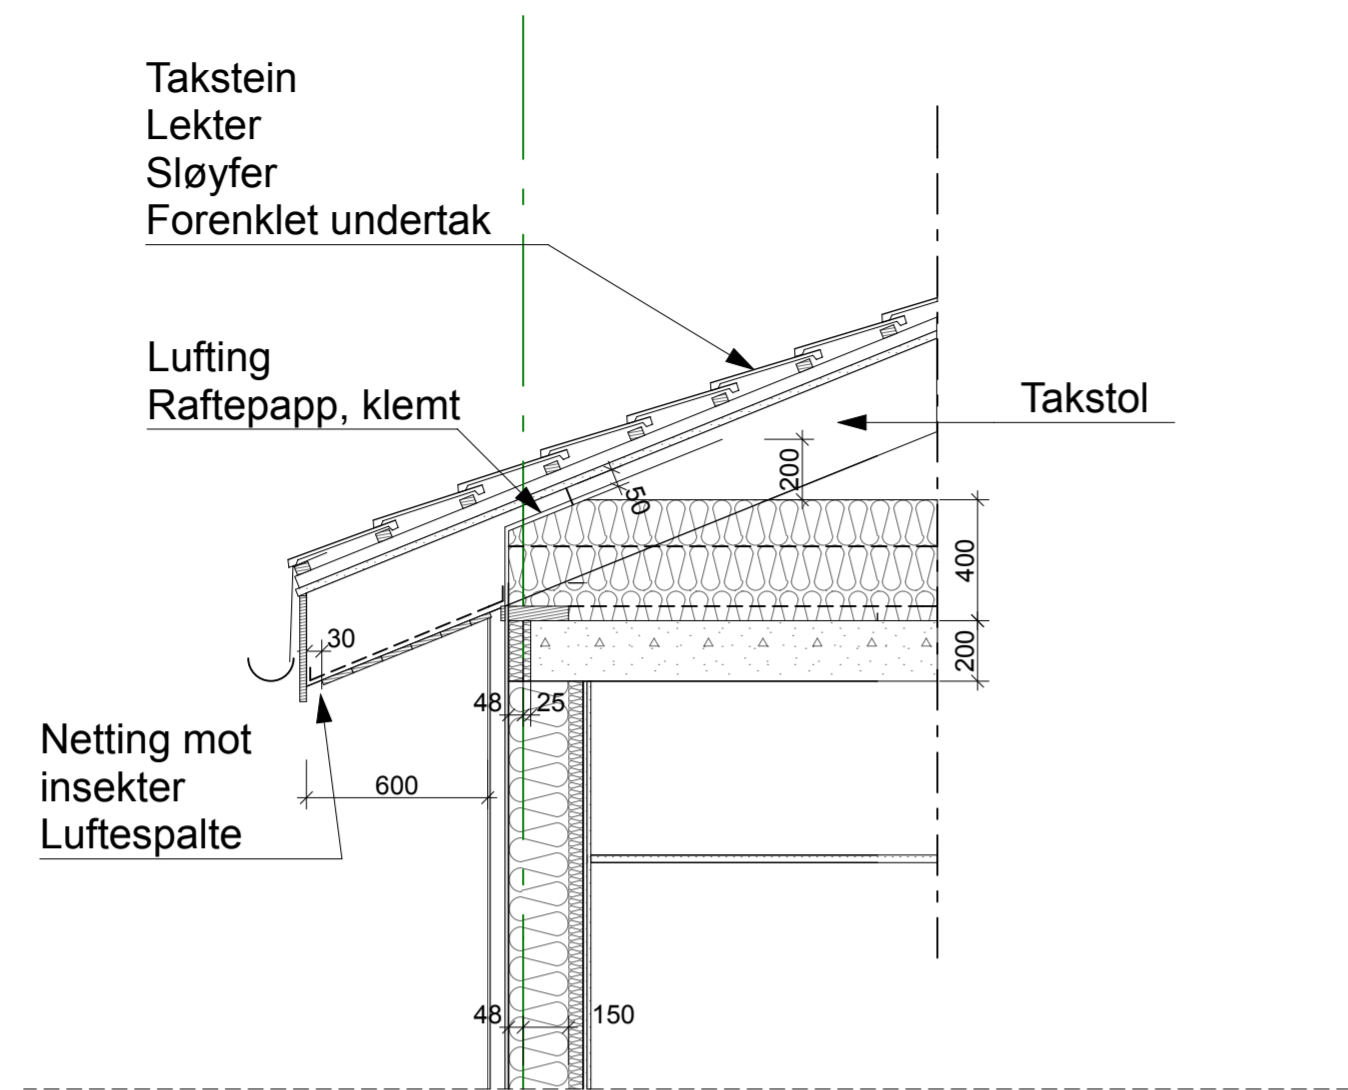 Takstein
Lekter
Sløyfer
Forenklet undertak
Lufting
Raftepapp, klemt
Takstol
200
50
400
200
30
48
25
Netting mot
insekter
Luftespalte
600
48
150